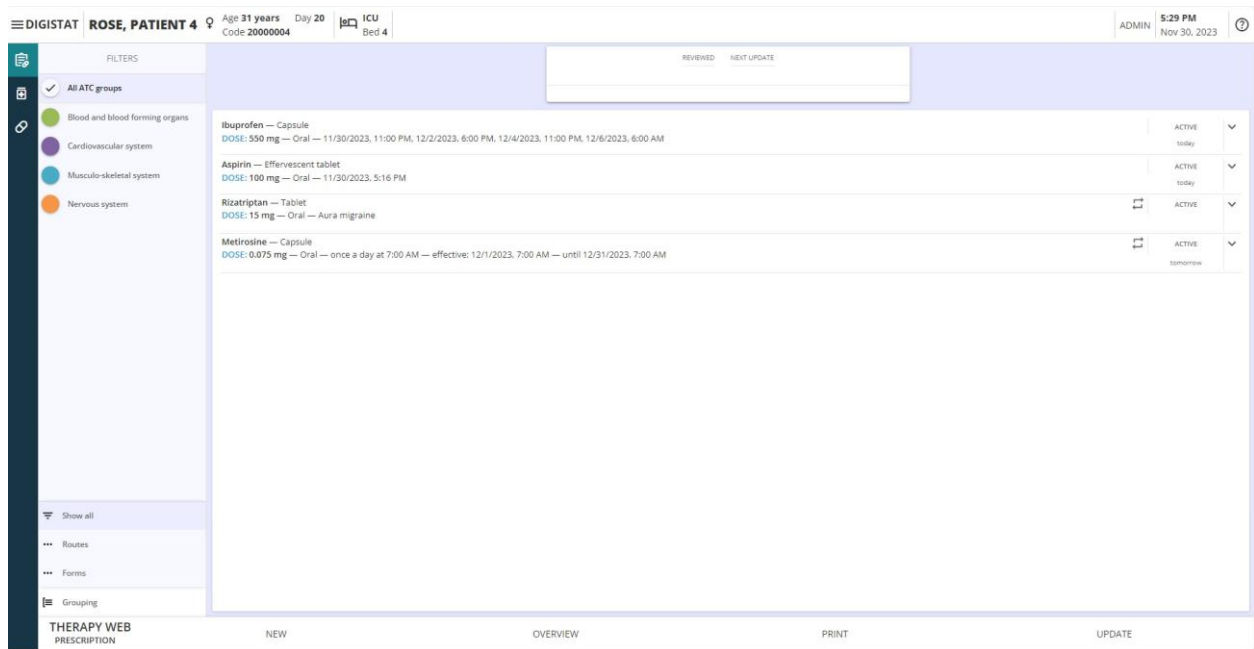 DIGISTAT ROSE, PATIENT 4 Age 31 years Day 20 ICU ADMIN 5:29 PM
Code 20000004 Bed 4 Nov 30, 2023
FILTERS
All ATC groups
Blood and blood forming organs
Cardiovascular system
Musculo-skeletal system
Nervous system
REVIEWED NEXT UPDATE
Ibuprofen — Capsule ACTIVE
DOSE: 550 mg — Oral — 11/30/2023, 11:00 PM, 12/2/2023, 6:00 PM, 12/4/2023, 11:00 PM, 12/6/2023, 6:00 AM today
Aspirin — Effervescent tablet ACTIVE
DOSE: 100 mg — Oral — 11/30/2023, 5:16 PM today
Rizatriptan — Tablet ACTIVE
DOSE: 15 mg — Oral — Aura migraine
Metirosine — Capsule ACTIVE
DOSE: 0.075 mg — Oral — once a day at 7:00 AM — effective: 12/1/2023, 7:00 AM — until 12/31/2023, 7:00 AM tomorrow
Show all
Routes
Forms
Grouping
THERAPY WEB
PRESCRIPTION NEW OVERVIEW PRINT UPDATE